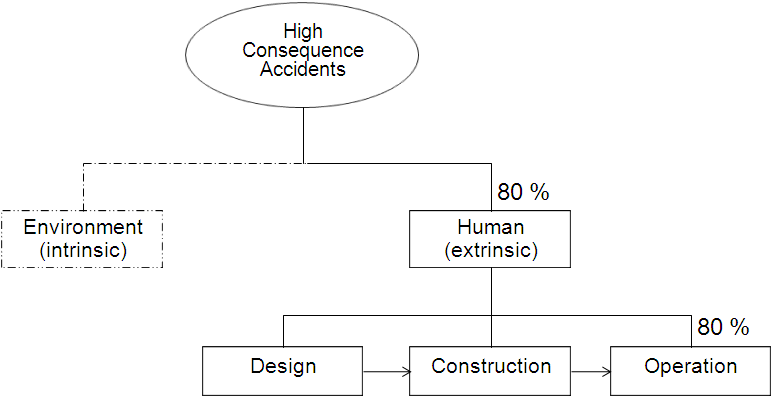 High
Consequence
Accidents
80 %
Environment
(intrinsic)
Human
(extrinsic)
80 %
Design
Construction
Operation